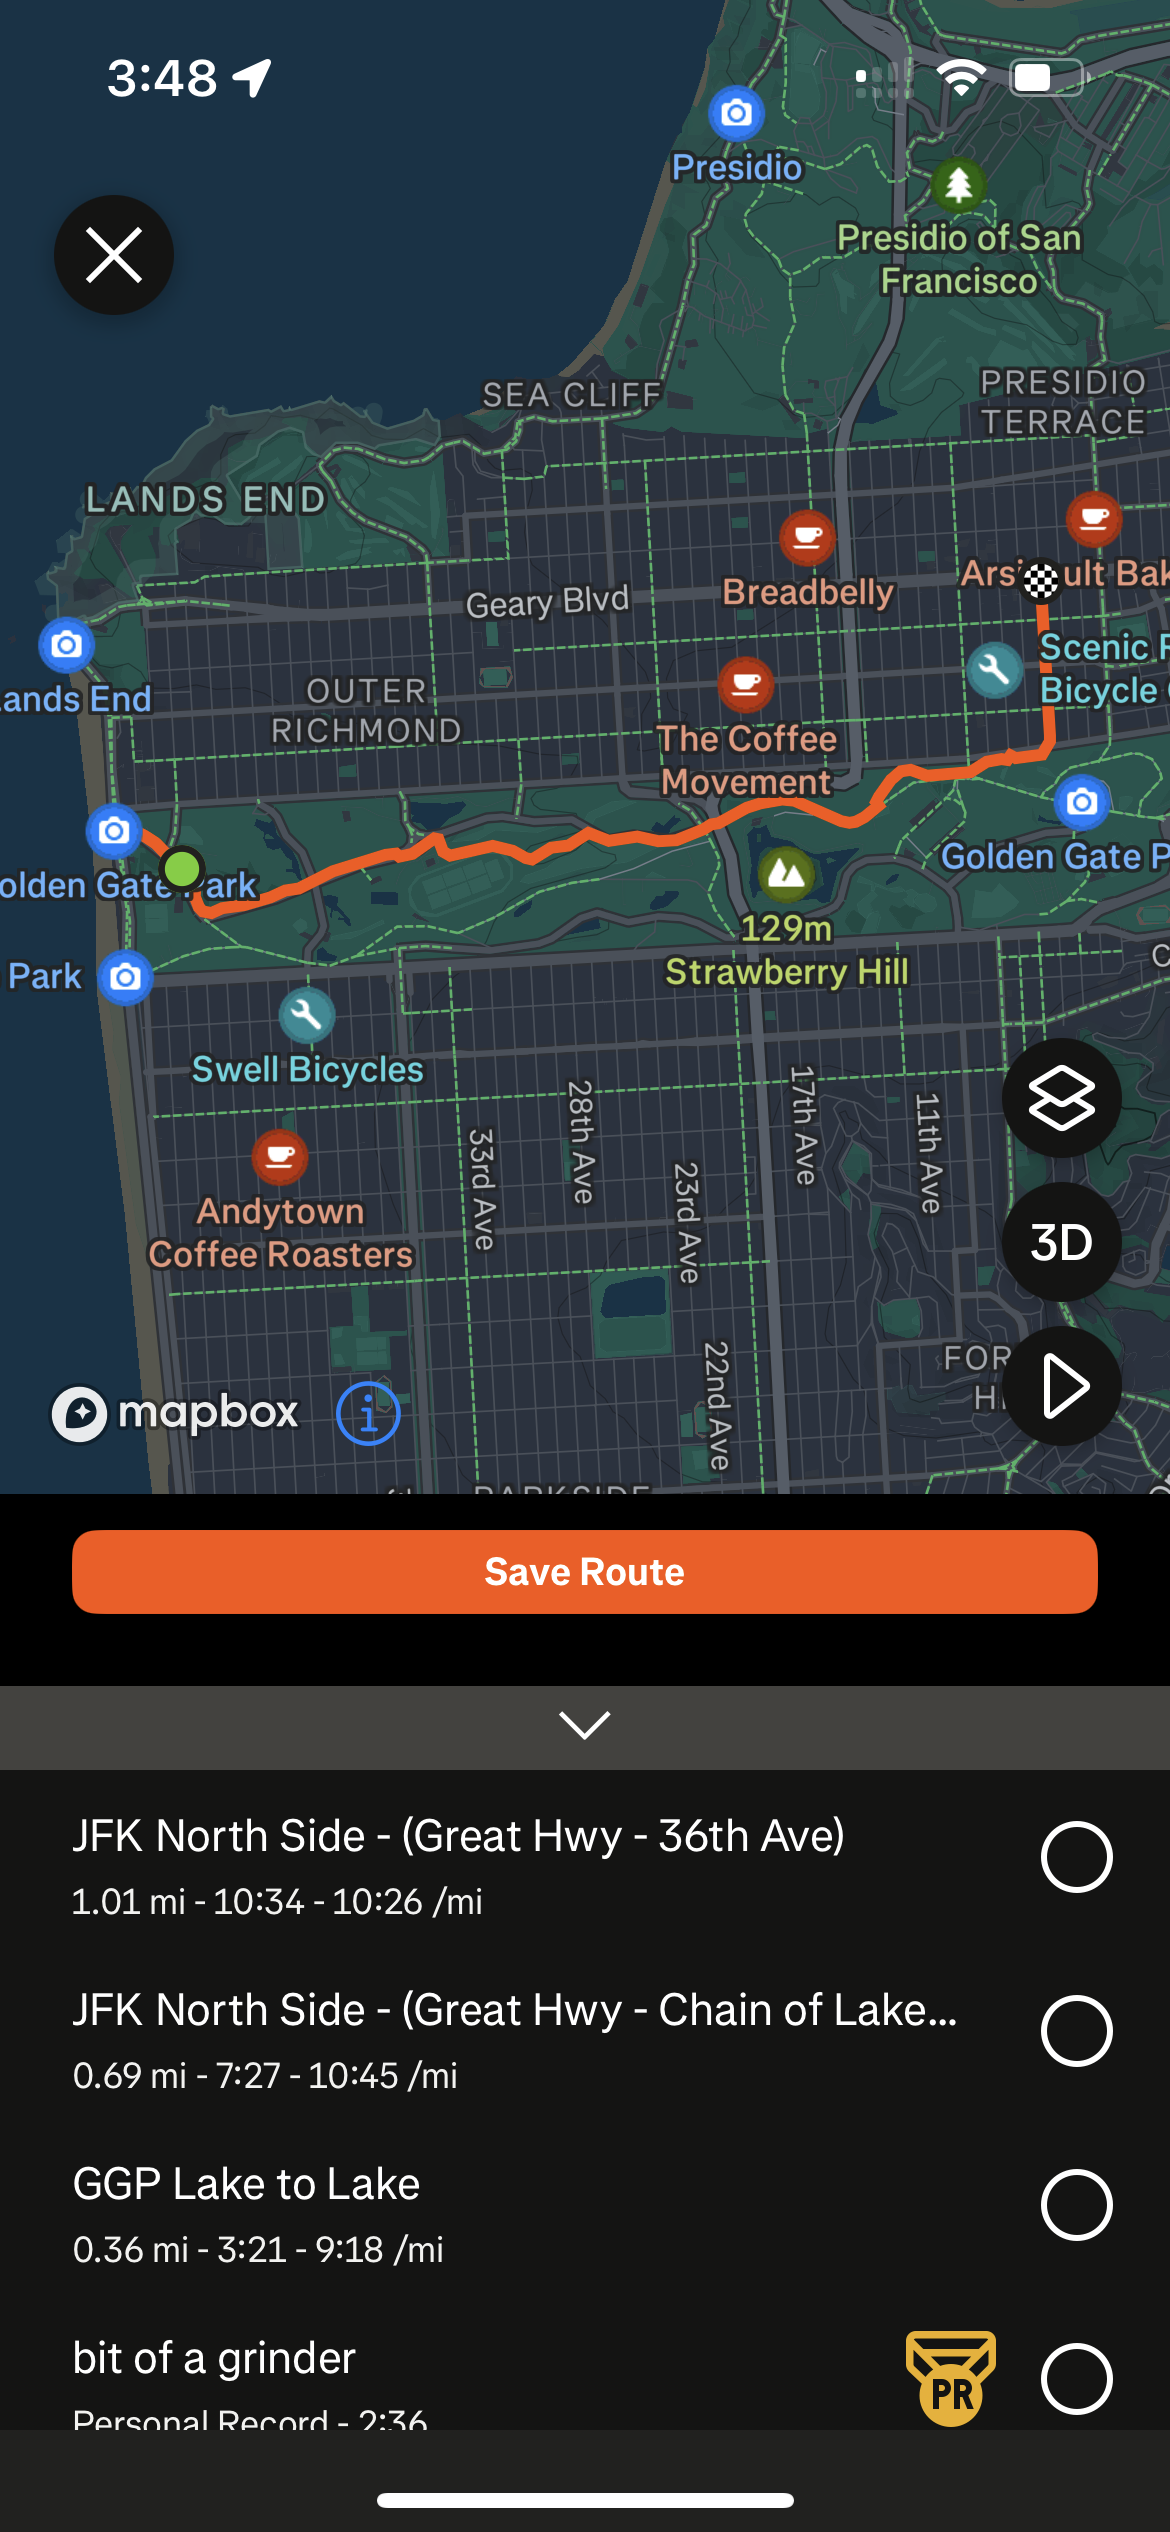 3:48
Presidio
Presidio of San
Francisco
SEA CLIFF
PRESIDIO
TERRACE
LANDS END
Geary Blvd
Breadbelly
Bak
ands End
OUTER
RICHMOND
Scenic
Bicycle
The Coffee
Movement
olden Gate Park
Golden Gate P
129m
Strawberry Hill
Park
Swell Bicycles
28th Ave
17th Ave
11th Ave
33rd Ave
23rd Ave
Andytown
Coffee Roasters
3D
22nd Ave
FOR
H
mapbox
i
PARKSIDE
Save Route
JFK North Side - (Great Hwy - 36th Ave)
1.01 mi - 10:34 - 10:26 /mi
JFK North Side - (Great Hwy - Chain of Lake...
0.69 mi - 7:27 - 10:45 /mi
GGP Lake to Lake
0.36 mi - 3:21 - 9:18 /mi
bit of a grinder
PR
Personal Record - 2:36